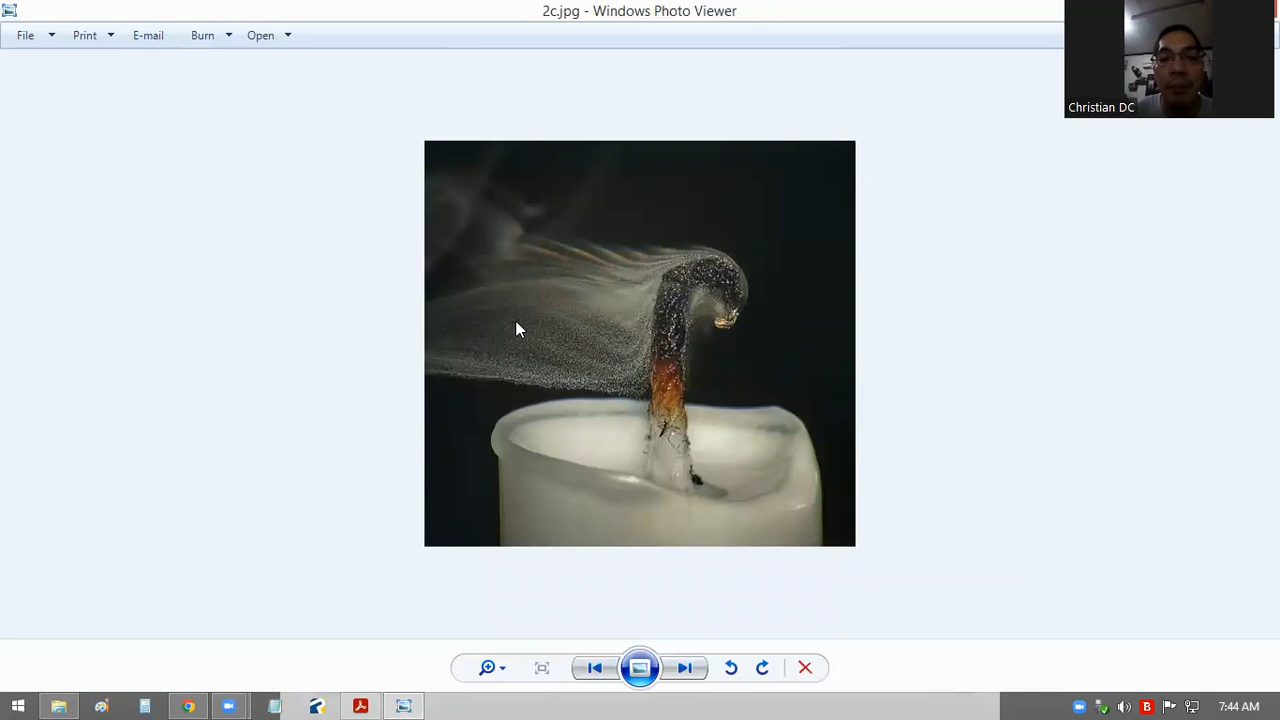 2c.jpg - Windows Photo Viewer
File Print E-mail Burn Open
Christian DC
B
7:44 AM